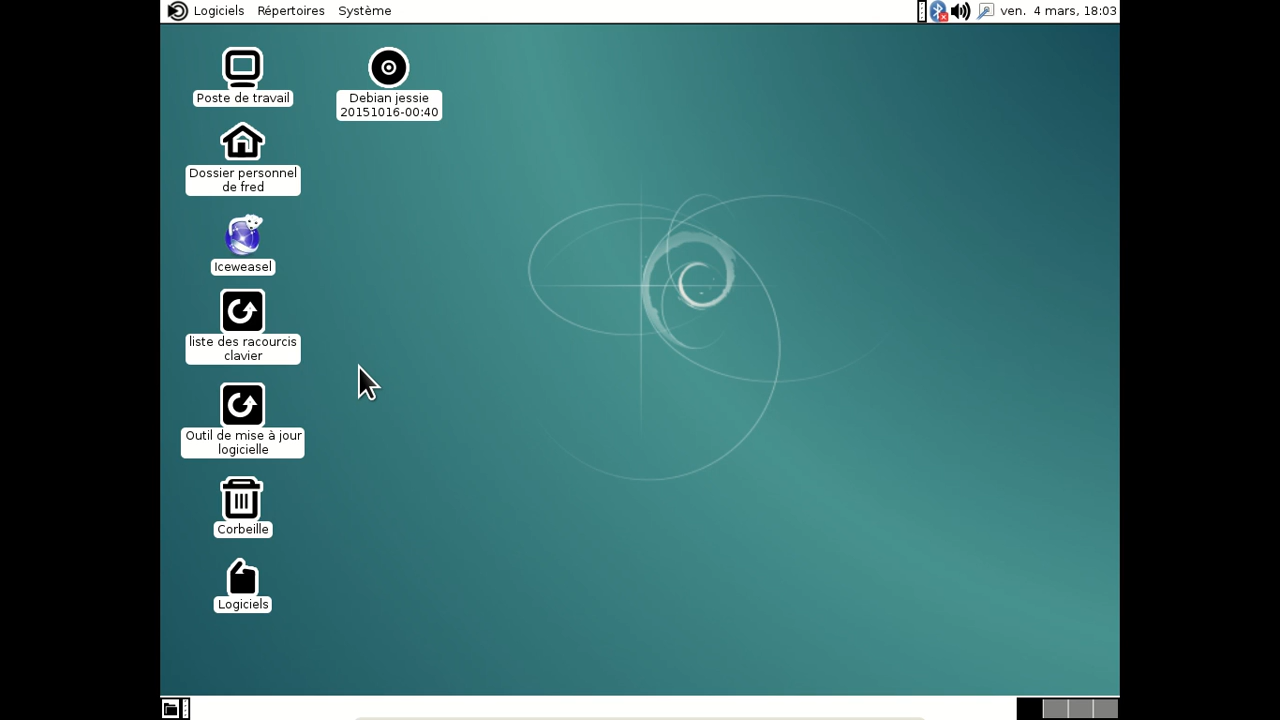 Logiciels Répertoires Système ven. 4 mars, 18:03
Poste de travail
Debian jessie
20151016-00:40
Dossier personnel
de fred
Iceweasel
liste des racourcis
clavier
Outil de mise à jour
logicielle
Corbeille
Logiciels